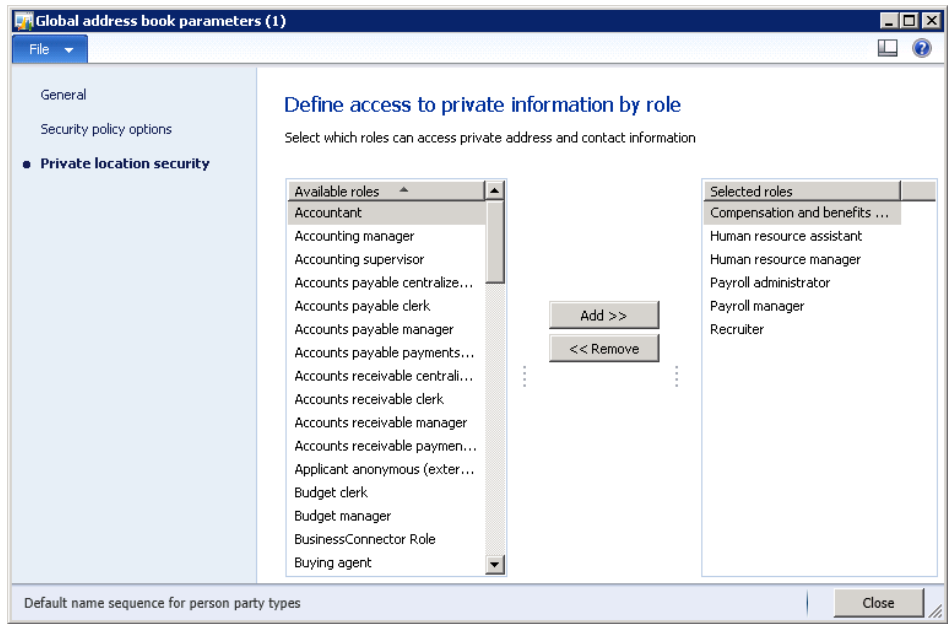 Global address book parameters (1)
File
General
Security policy options
Private location security
Define access to private information by role
Select which roles can access private address and contact information
Available roles
Accountant
Accounting manager
Accounting supervisor
Accounts payable centralize...
Accounts payable clerk
Accounts payable manager
Accounts payable payments...
Accounts receivable centrali...
Accounts receivable clerk
Accounts receivable manager
Accounts receivable paymen...
Applicant anonymous (exter...
Budget clerk
Budget manager
BusinessConnector Role
Buying agent
Add >>
<< Remove
Selected roles
Compensation and benefits ...
Human resource assistant
Human resource manager
Payroll administrator
Payroll manager
Recruiter
Default name sequence for person party types
Close